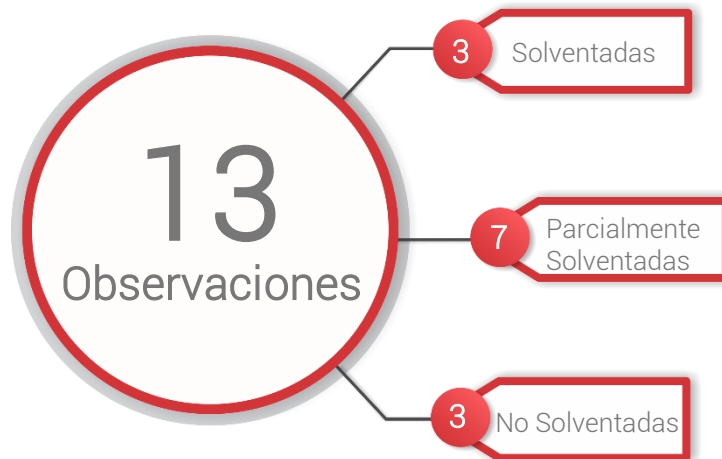 13
Observaciones
3
Solventadas
7
Parcialmente
Solventadas
3
No Solventadas